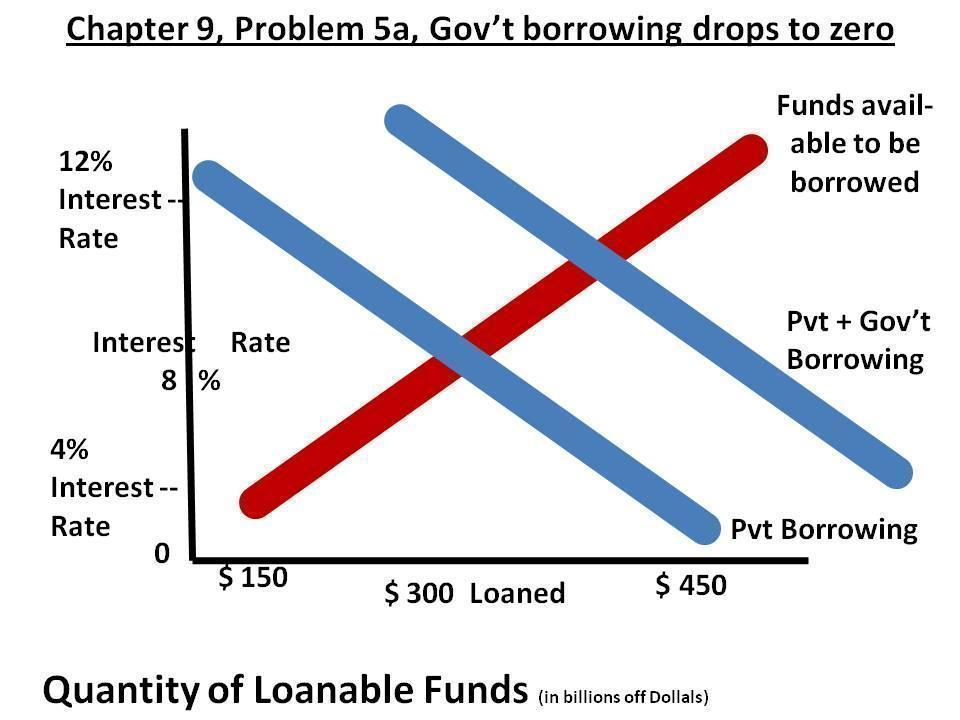 Chapter 9, Problem 5a, Gov’t borrowing drops to zero
Funds avail-
able to be
borrowed
12%
Interest --
Rate
Pvt + Gov’t
Borrowing
Interest Rate
8 %
4%
Interest --
Rate
Pvt Borrowing
0
$ 150
$ 300 Loaned
$ 450
Quantity of Loanable Funds (in billions off Dollals)